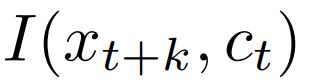 I(x_{t+k}, c_t)